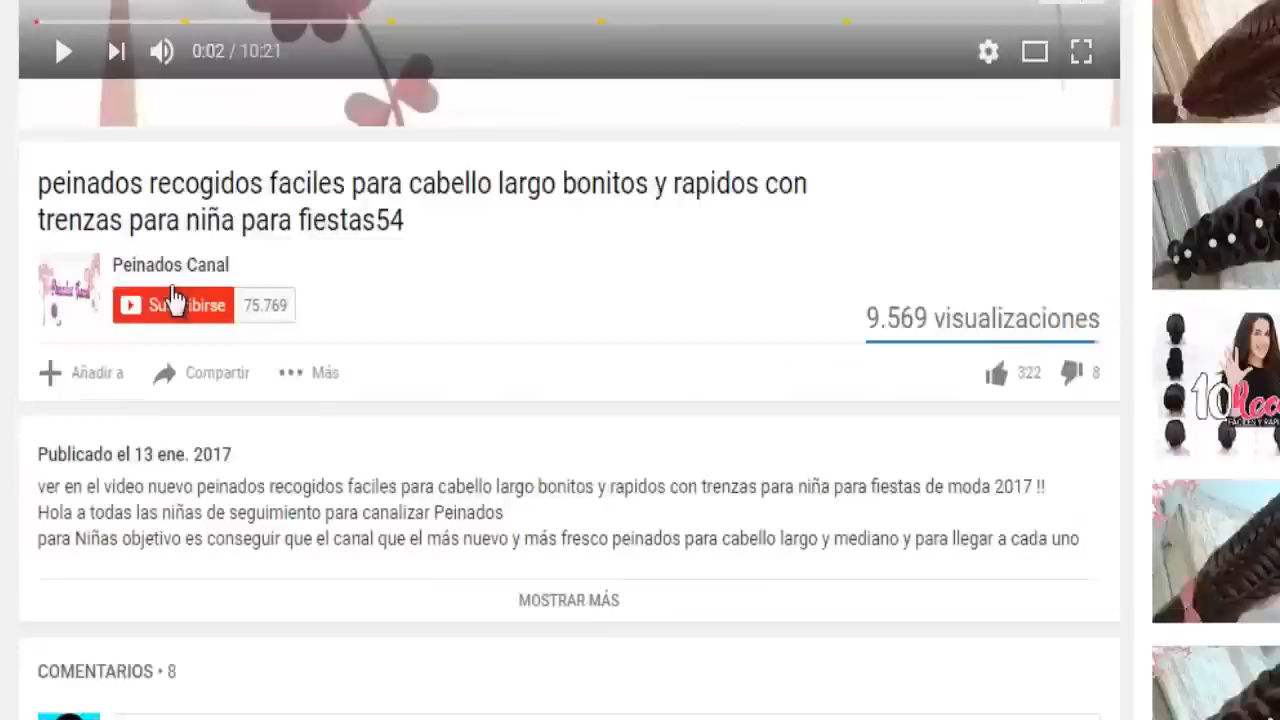 0:02 / 10:21
peinados recogidos faciles para cabello largo bonitos y rapidos con
trenzas para niña para fiestas54
Peinados Canal
75.769
9.569 visualizaciones
Añadir a
Compartir
Más
322
8
Publicado el 13 ene. 2017
ver en el video nuevo peinados recogidos faciles para cabello largo bonitos y rapidos con trenzas para niña para fiestas de moda 2017 !!
Hola a todas las niñas de seguimiento para canalizar Peinados
para Niñas objetivo es conseguir que el canal que el más nuevo y más fresco peinados para cabello largo y mediano y para llegar a cada uno
MOSTRAR MÁS
COMENTARIOS • 8
10